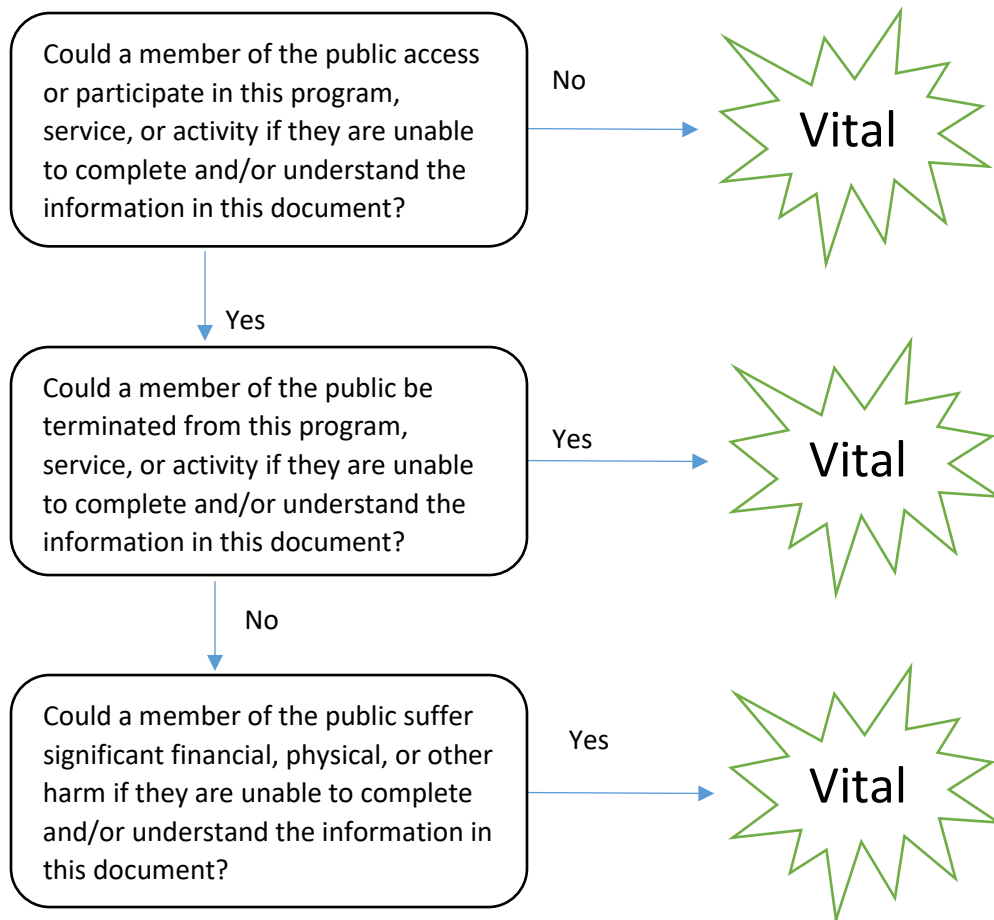 Could a member of the public access
or participate in this program,
service, or activity if they are unable
to complete and/or understand the
information in this document?
No
Vital
Yes
Could a member of the public be
terminated from this program,
service, or activity if they are unable
to complete and/or understand the
information in this document?
Yes
Vital
No
Could a member of the public suffer
significant financial, physical, or other
harm if they are unable to complete
and/or understand the information in
this document?
Yes
Vital